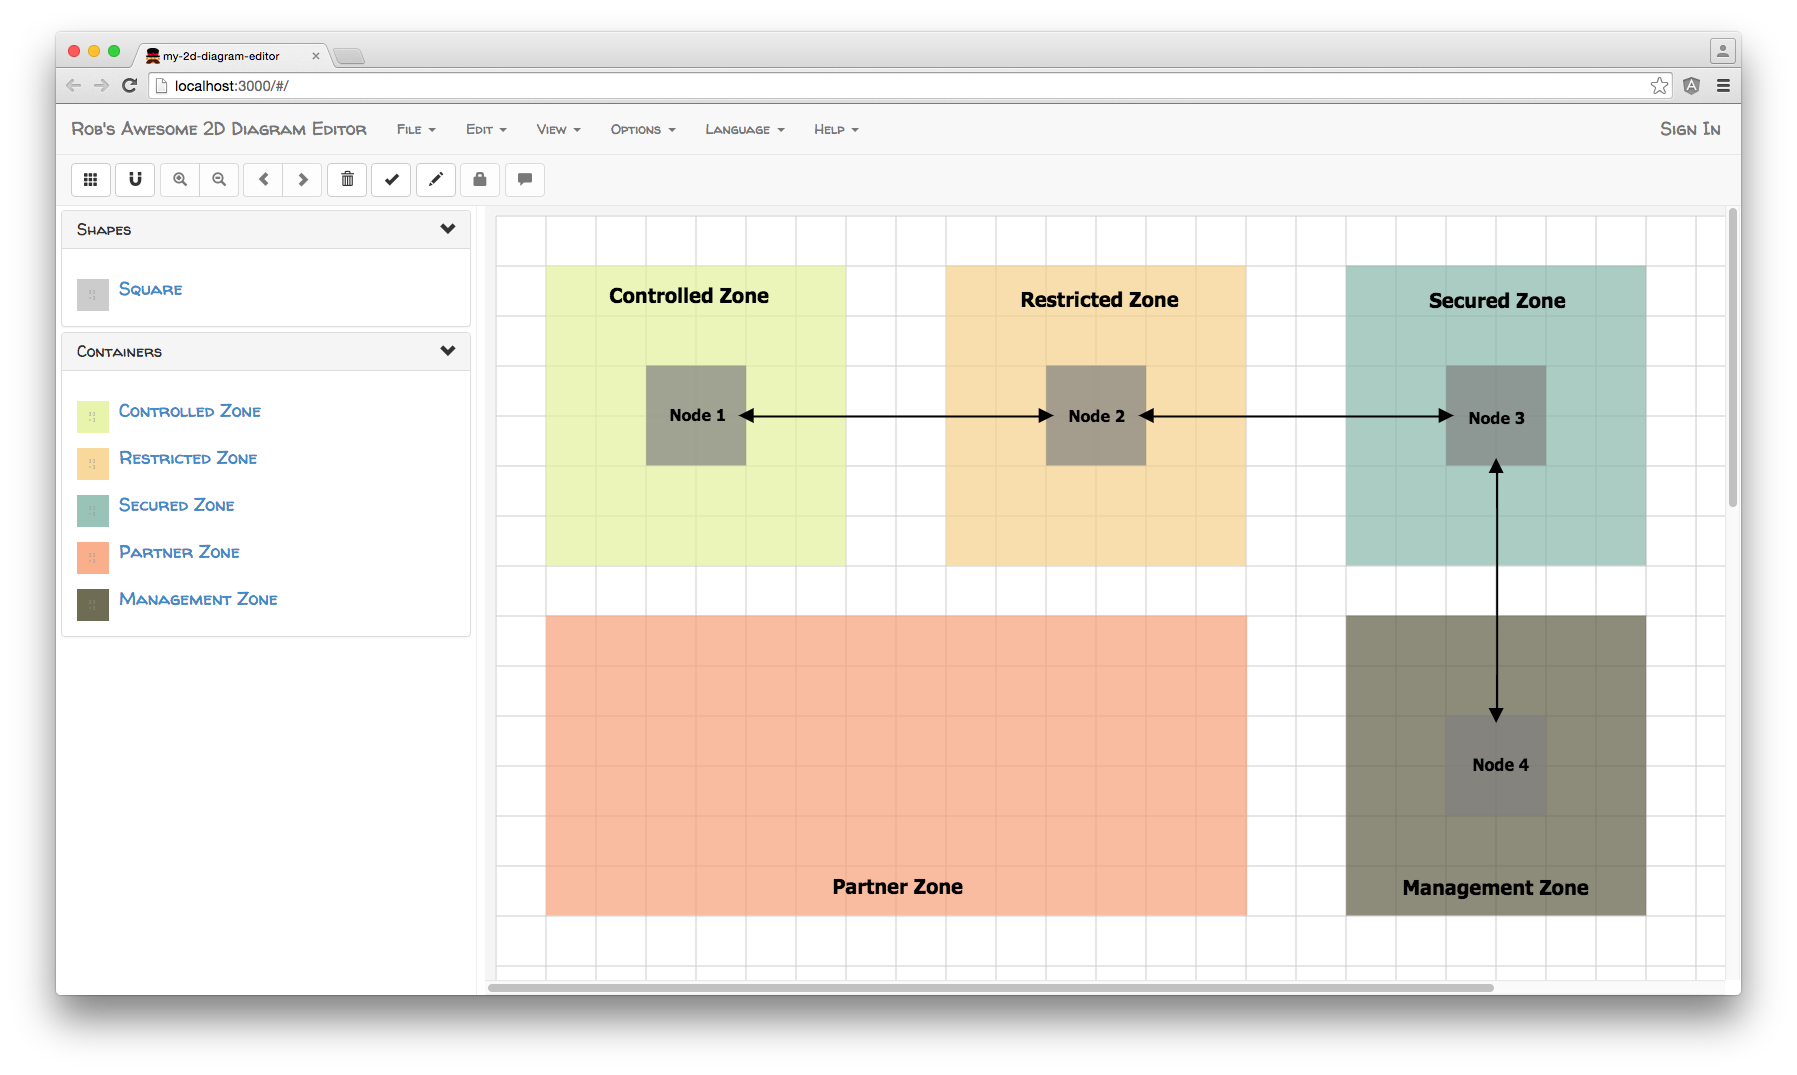 my-2d-diagram-editor
localhost:3000/#/
Rob's Awesome 2D Diagram Editor File Edit View Options Language Help Sign In
Shapes
Square
Containers
Controlled Zone
Restricted Zone
Secured Zone
Partner Zone
Management Zone
Controlled Zone Restricted Zone Secured Zone
Node 1 Node 2 Node 3
Node 4
Partner Zone Management Zone